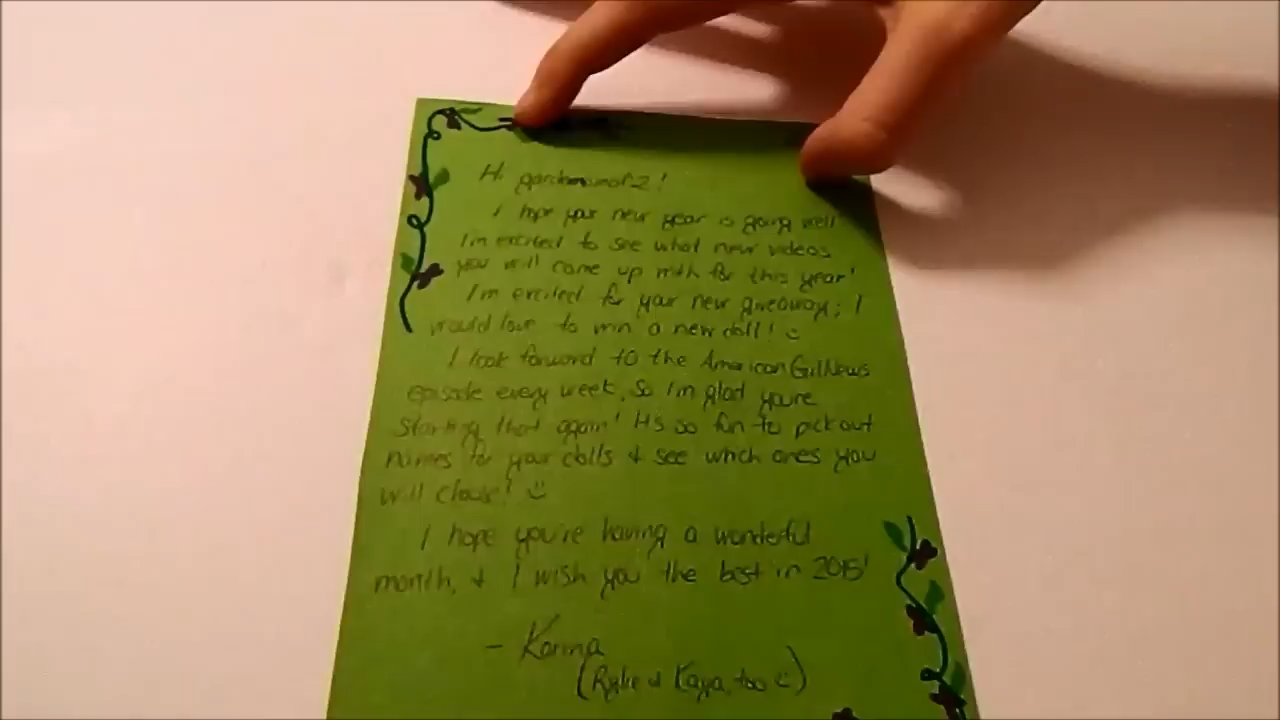 Hi gardenwmof2!
I hope your new year is going well
I'm excited to see what new videos
you will come up with for this year!
I'm excited for your new giveaway; I
would love to win a new doll! ☺
I look forward to the AmericanGirlNews
episode every week, so I'm glad you're
starting that again! It's so fun to pick out
names for your dolls & see which ones you
will choose! ☺
I hope you're having a wonderful
month, & I wish you the best in 2015!
- Karina
(Rylie & Kaya, too ☺)